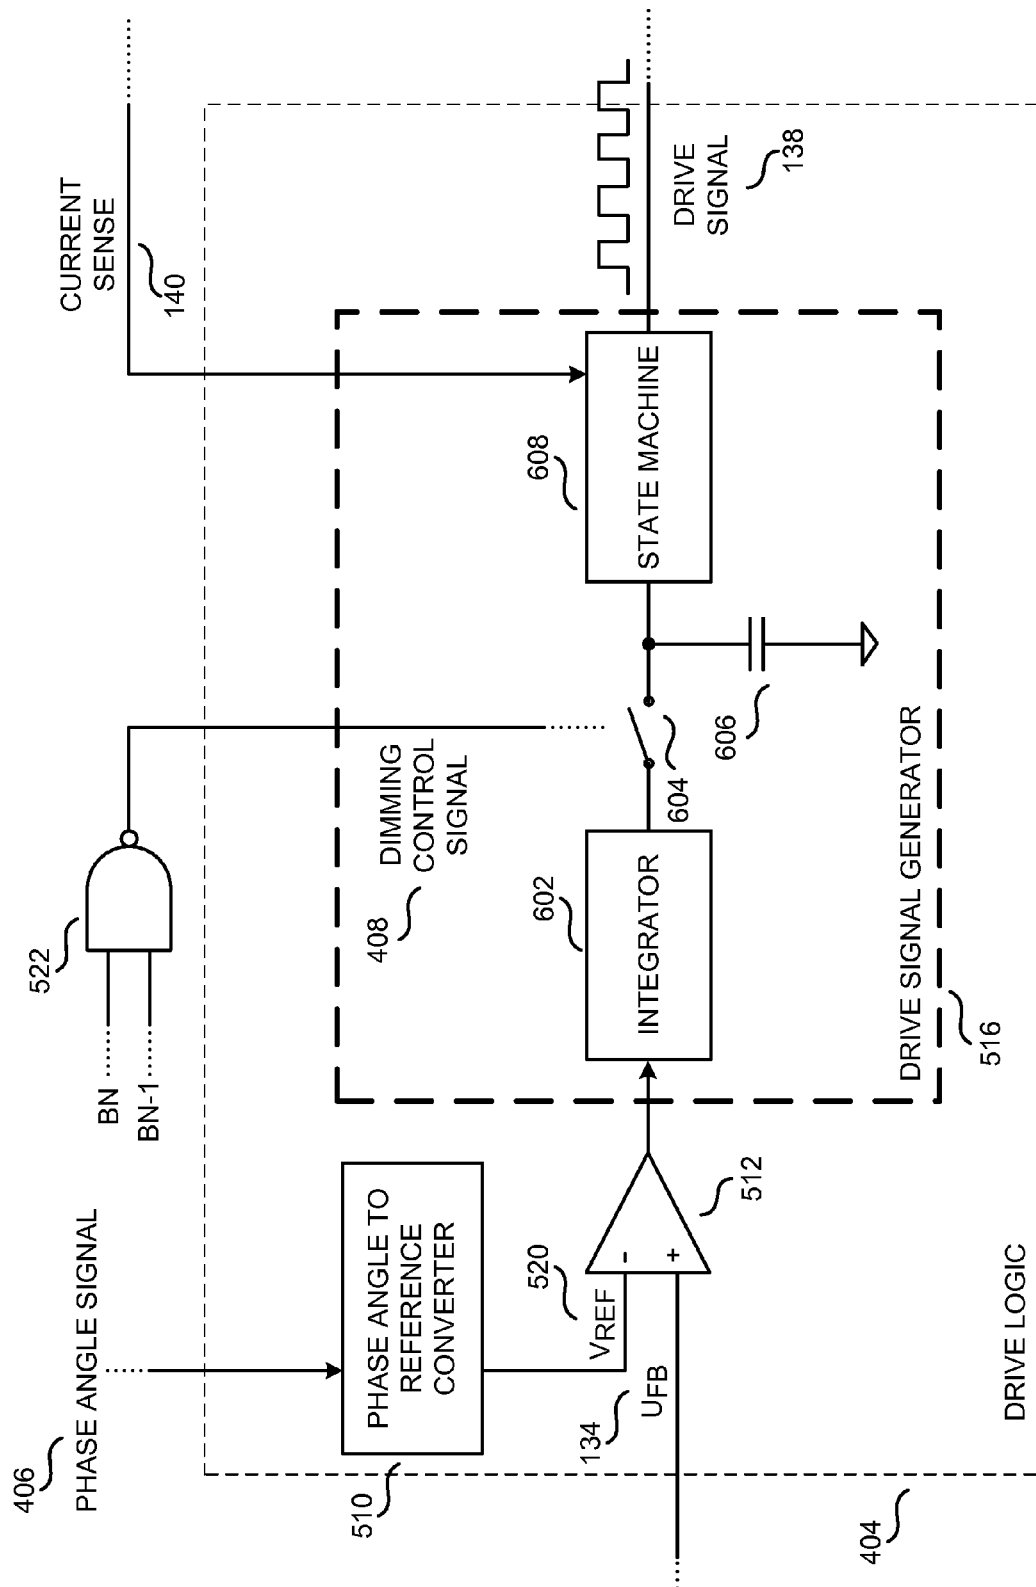 406
PHASE ANGLE SIGNAL
BN
BN-1
522
CURRENT
SENSE
140
510
PHASE ANGLE TO
REFERENCE
CONVERTER
408
DIMMING
CONTROL
SIGNAL
520
VREF
134
UFB
-
+
512
602
INTEGRATOR
604
606
608
STATE MACHINE
DRIVE
SIGNAL
138
DRIVE SIGNAL GENERATOR
516
DRIVE LOGIC
404